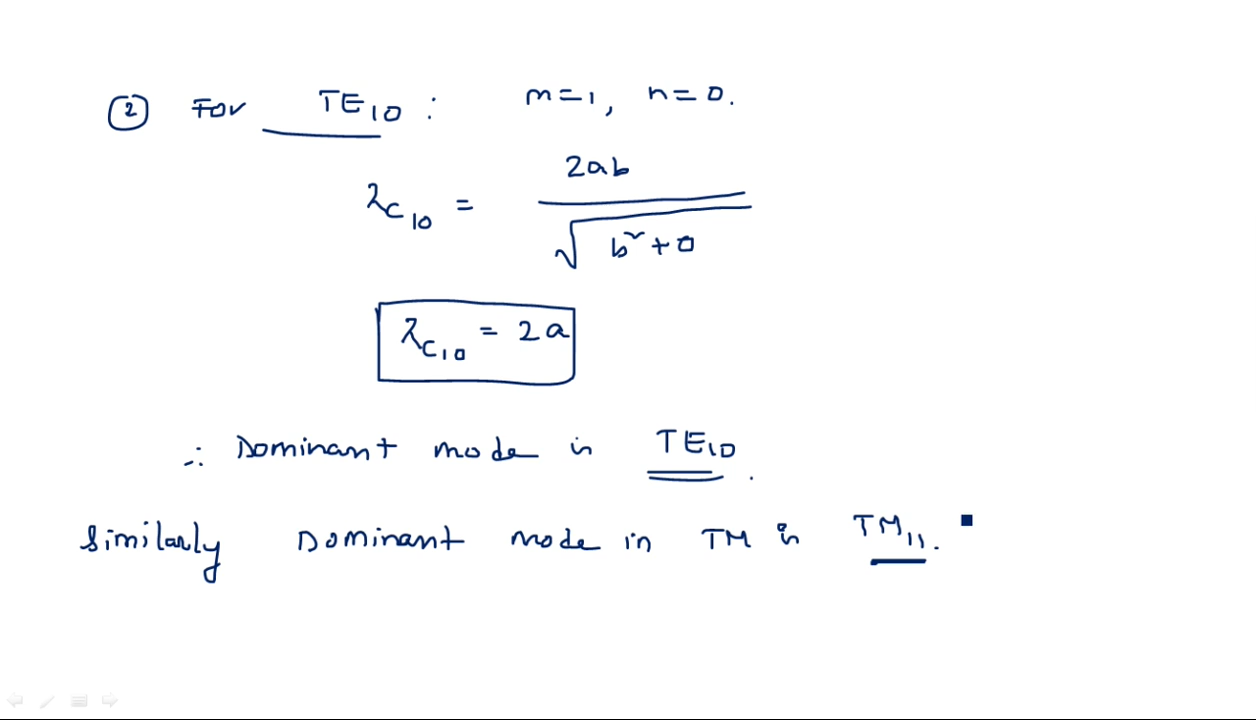 ② For TE10 : m=1, n=0.
λC10 = 2ab / √(b²+0)
λC10 = 2a
∴ Dominant mode is TE10.
Similarly Dominant mode in TM is TM11.